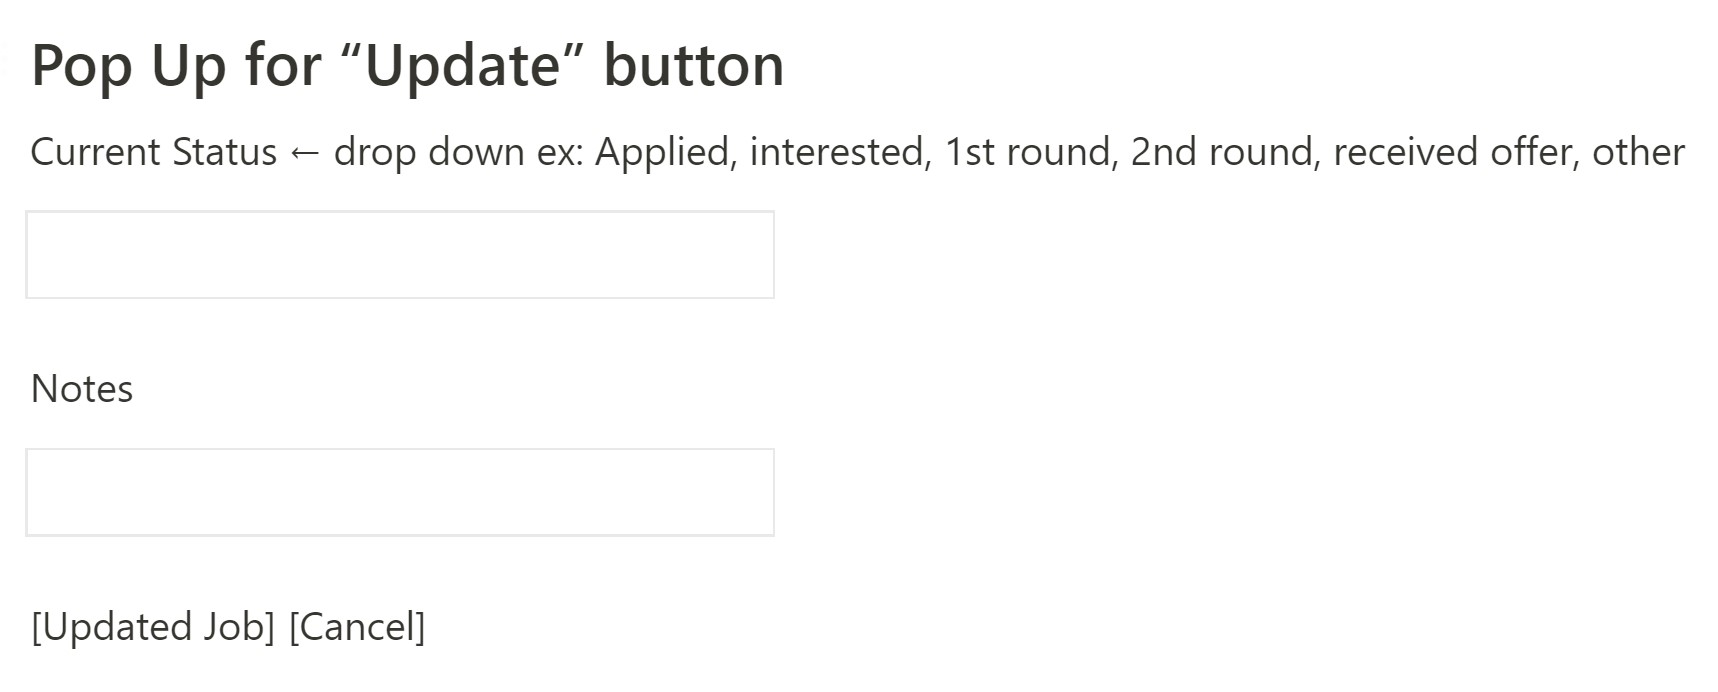 Pop Up for “Update” button
Current Status ← drop down ex: Applied, interested, 1st round, 2nd round, received offer, other
Notes
[Updated Job] [Cancel]